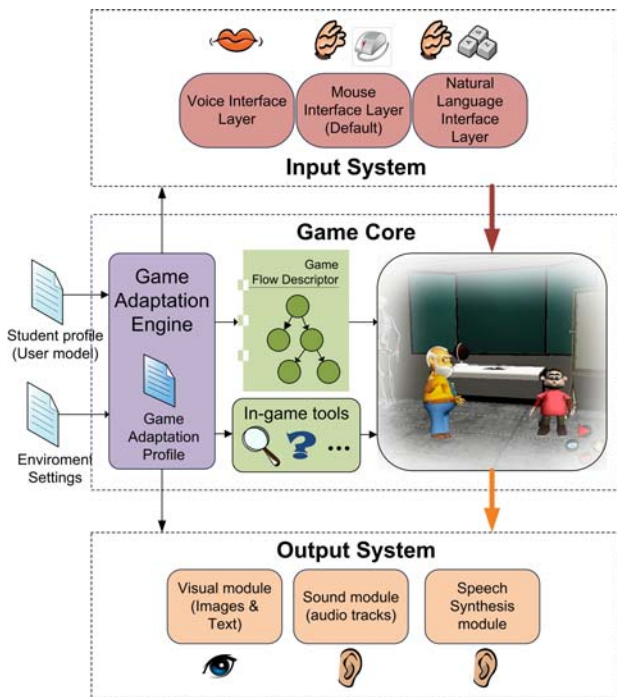 Voice Interface
Layer
Mouse
Interface Layer
(Default)
Natural
Language
Interface
Layer
Input System
Game Core
Student profile
(User model)
Enviroment
Settings
Game
Adaptation
Engine
Game
Adaptation
Profile
Game
Flow Descriptor
In-game tools
?
...
Output System
Visual module
(Images &
Text)
Sound module
(audio tracks)
Speech
Synthesis
module